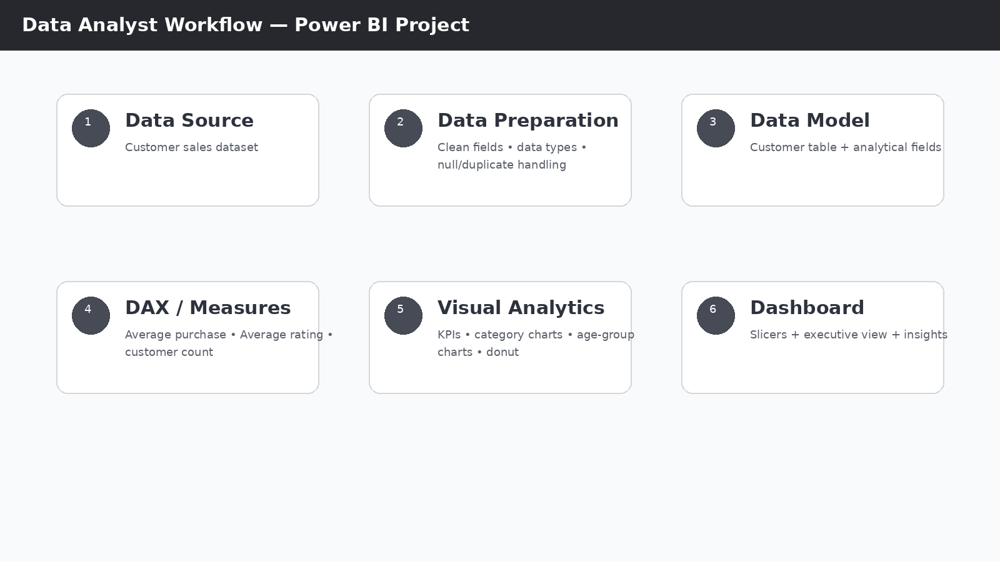 Data Analyst Workflow — Power BI Project
1
Data Source
Customer sales dataset
2
Data Preparation
Clean fields • data types •
null/duplicate handling
3
Data Model
Customer table + analytical fields
4
DAX / Measures
Average purchase • Average rating •
customer count
5
Visual Analytics
KPIs • category charts • age-group
charts • donut
6
Dashboard
Slicers + executive view + insights